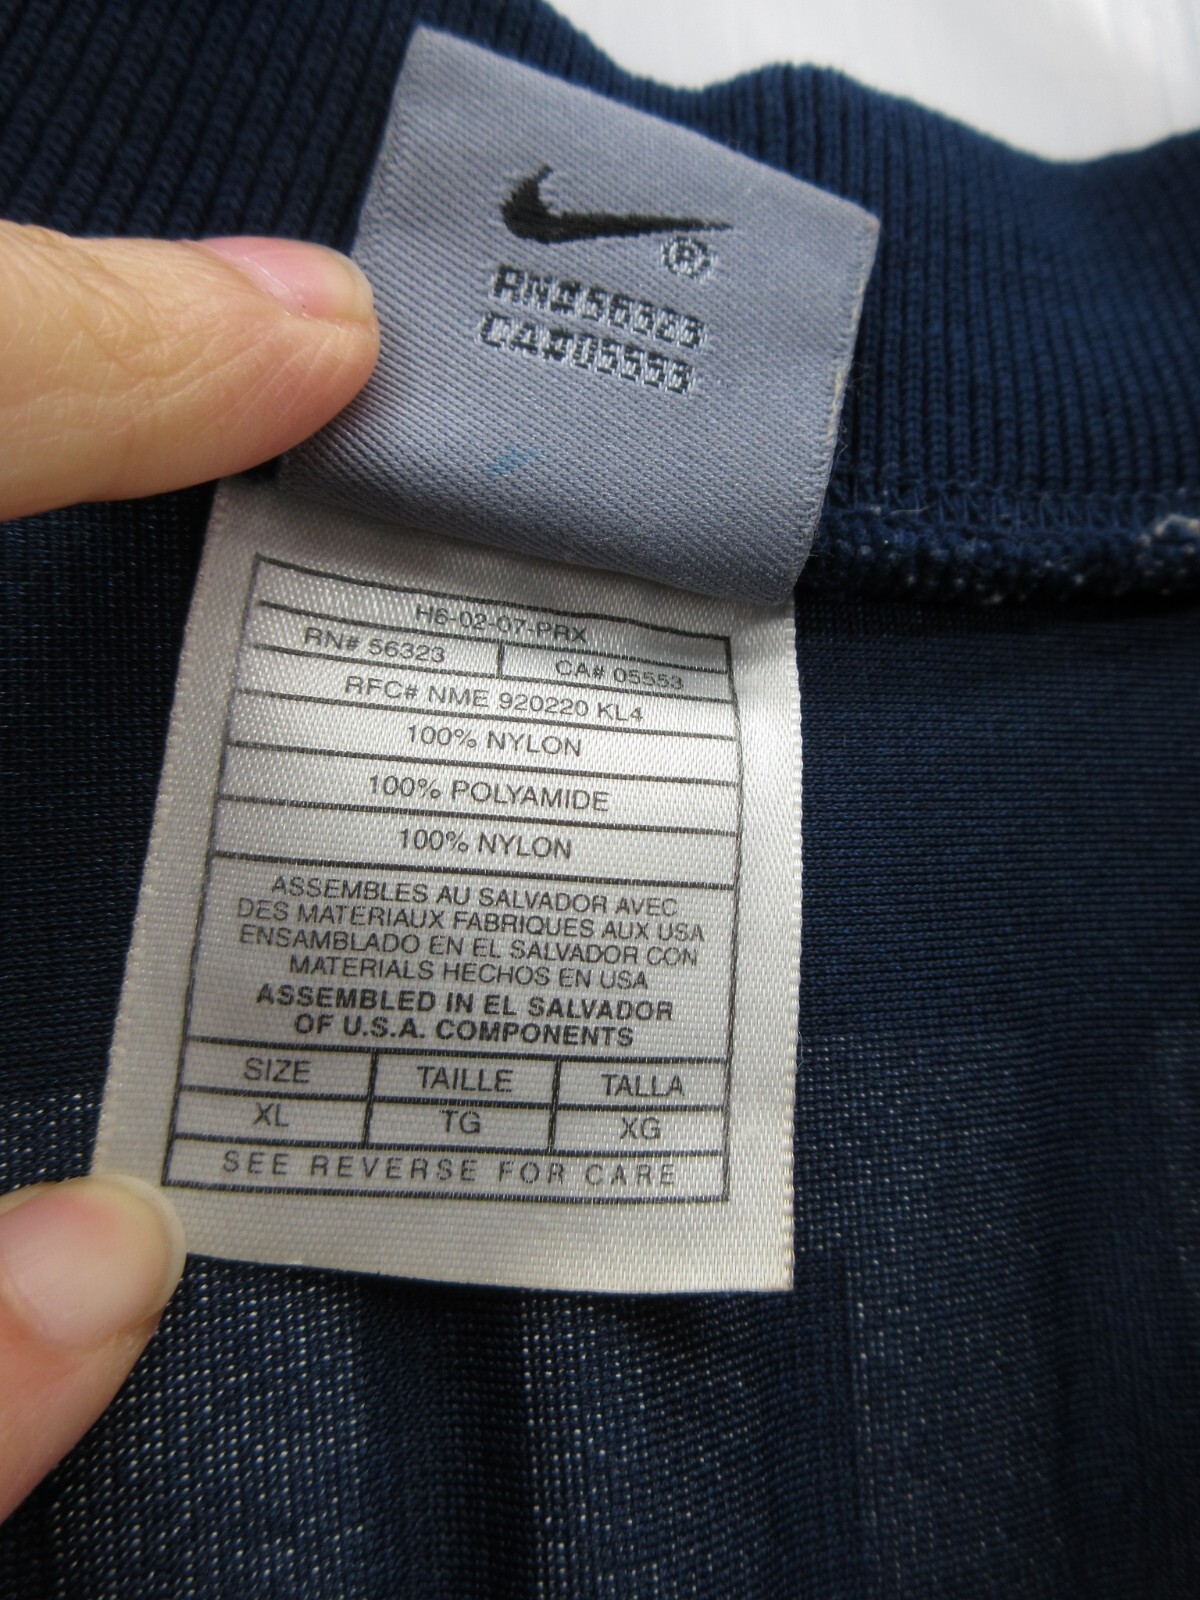 ®
RN#56323
CA#05553
H6-02-07-PRX
RN# 56323 CA# 05553
RFC# NME 920220 KL4
100% NYLON
100% POLYAMIDE
100% NYLON
ASSEMBLES AU SALVADOR AVEC
DES MATERIAUX FABRIQUES AUX USA
ENSAMBLADO EN EL SALVADOR CON
MATERIALS HECHOS EN USA
ASSEMBLED IN EL SALVADOR
OF U.S.A. COMPONENTS
SIZE TAILLE TALLA
XL TG XG
SEE REVERSE FOR CARE